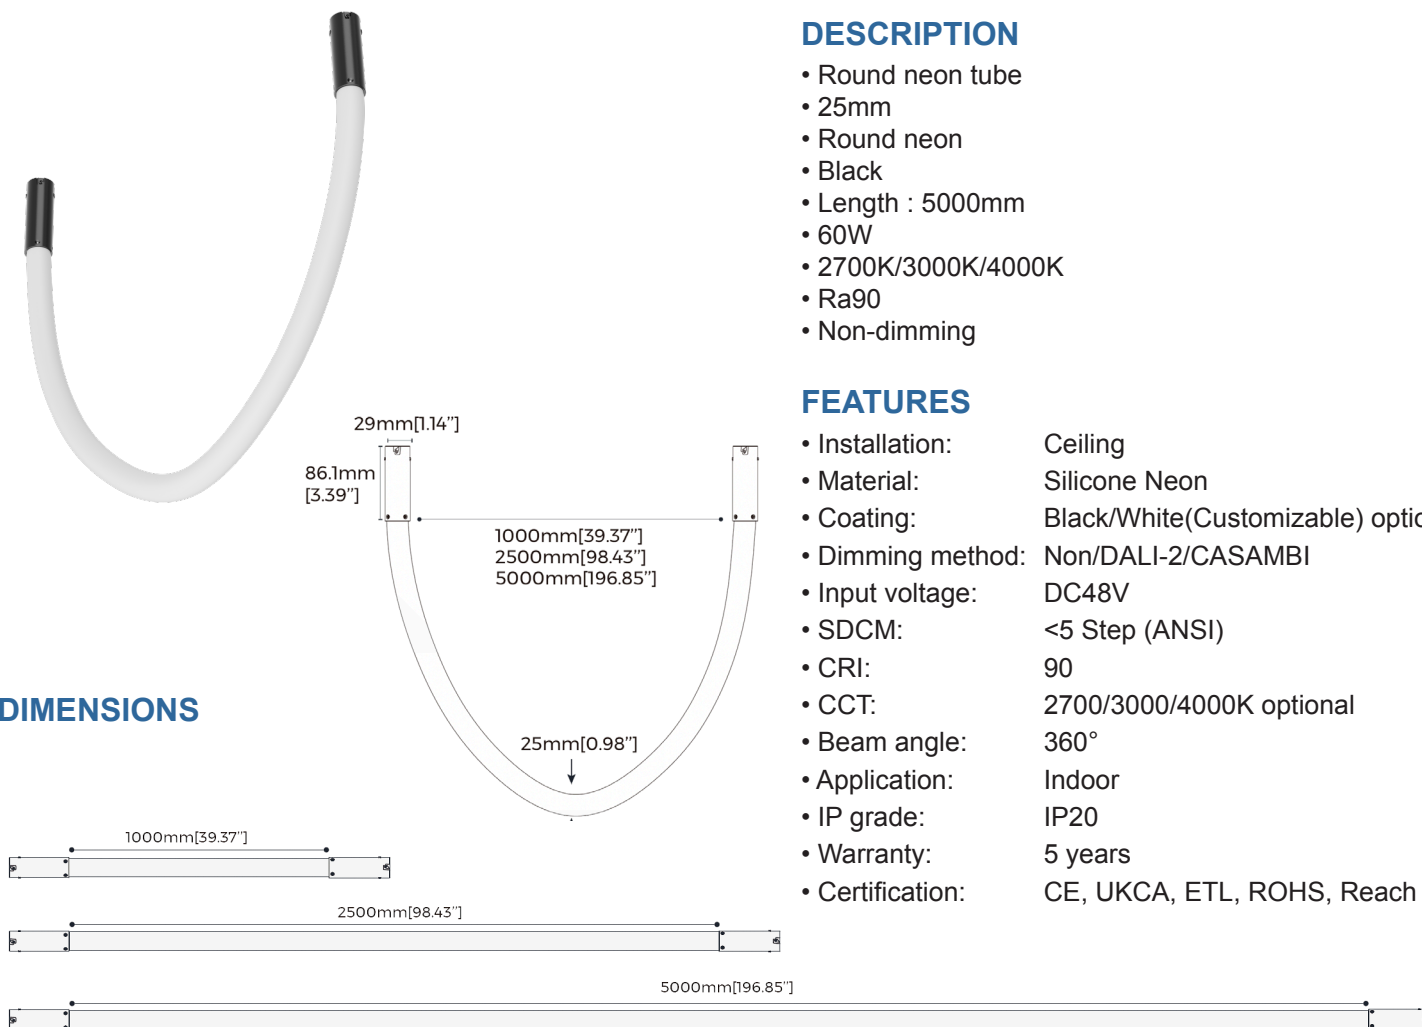 DESCRIPTION
• Round neon tube
• 25mm
• Round neon
• Black
• Length : 5000mm
• 60W
• 2700K/3000K/4000K
• Ra90
• Non-dimming
FEATURES
• Installation: Ceiling
• Material: Silicone Neon
• Coating: Black/White(Customizable)
• Dimming method: Non/DALI-2/CASAMBI
• Input voltage: DC48V
• SDCM: <5 Step (ANSI)
• CRI: 90
• CCT: 2700/3000/4000K optional
• Beam angle: 360°
• Application: Indoor
• IP grade: IP20
• Warranty: 5 years
• Certification: CE, UKCA, ETL, ROHS, Reach
29mm[1.14”]
86.1mm
[3.39”]
1000mm[39.37”]
2500mm[98.43”]
5000mm[196.85”]
25mm[0.98”]
DIMENSIONS
1000mm[39.37”]
2500mm[98.43”]
5000mm[196.85”]